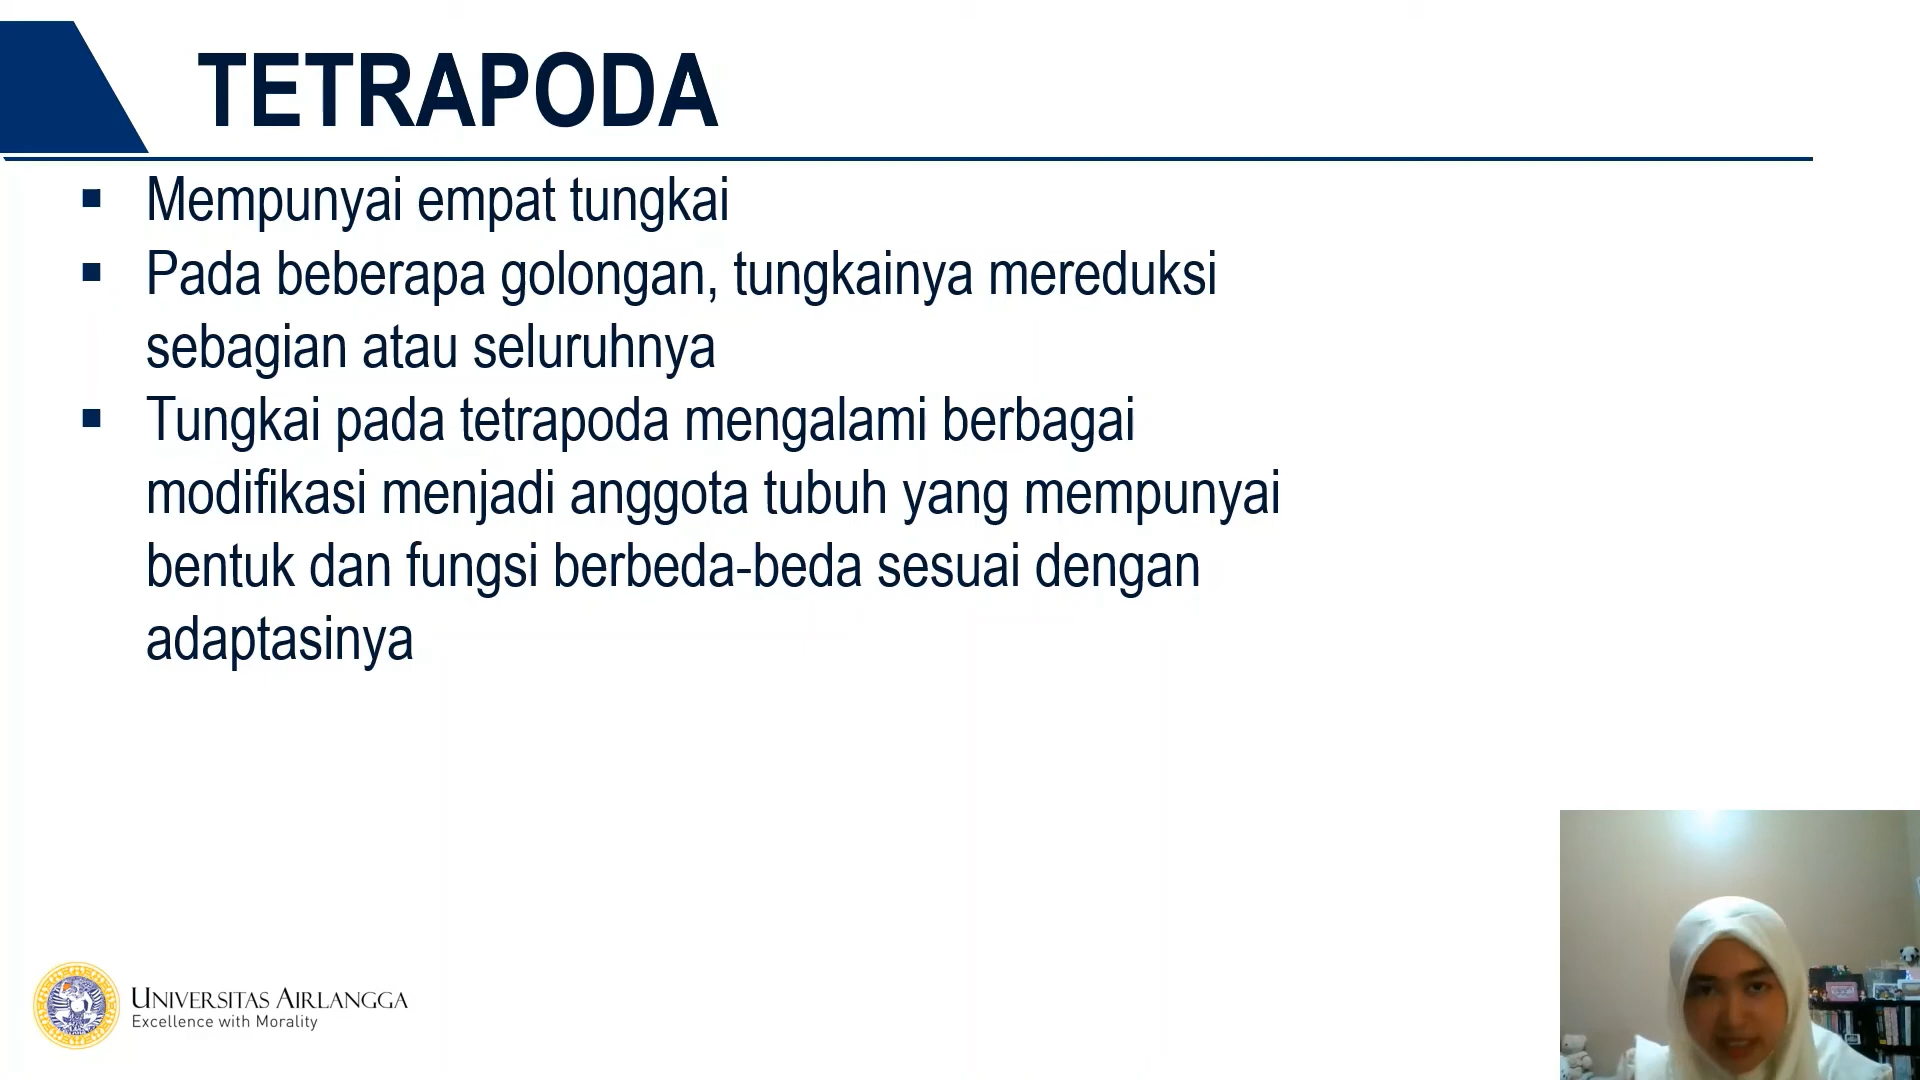 TETRAPODA
▪ Mempunyai empat tungkai
▪ Pada beberapa golongan, tungkainya mereduksi
sebagian atau seluruhnya
▪ Tungkai pada tetrapoda mengalami berbagai
modifikasi menjadi anggota tubuh yang mempunyai
bentuk dan fungsi berbeda-beda sesuai dengan
adaptasinya
UNIVERSITAS AIRLANGGA
Excellence with Morality